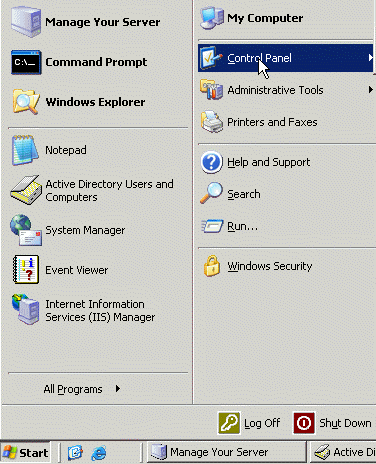 Manage Your Server
Command Prompt
Windows Explorer
Notepad
Active Directory Users and
Computers
System Manager
Event Viewer
Internet Information
Services (IIS) Manager
All Programs
My Computer
Control Panel
Administrative Tools
Printers and Faxes
Help and Support
Search
Run...
Windows Security
Log Off
Shut Down
Start
Manage Your Server
Active Di